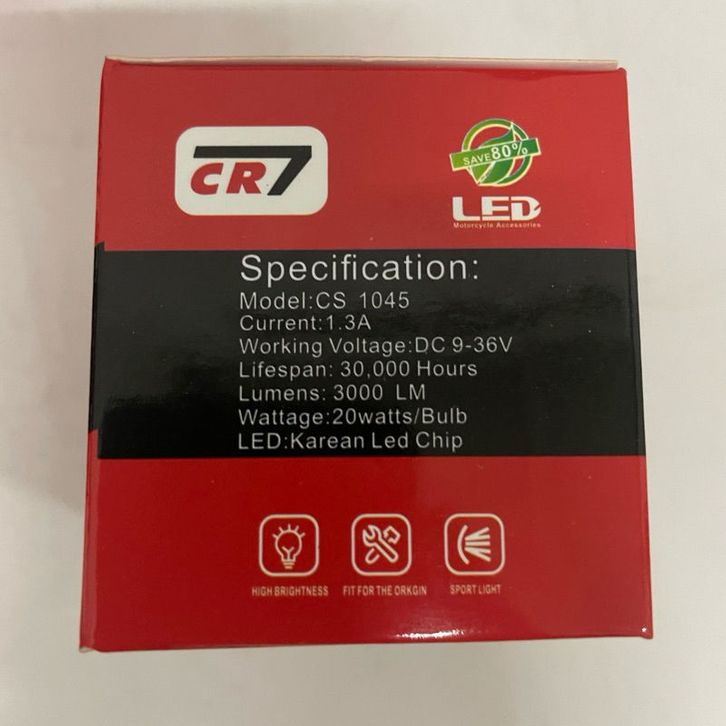 CR7
SAVE 80%
LED
Motorcycle Accessories
Specification:
Model:CS 1045
Current:1.3A
Working Voltage:DC 9-36V
Lifespan: 30,000 Hours
Lumens: 3000 LM
Wattage:20watts/Bulb
LED:Karean Led Chip
HIGH BRIGHTNESS
FIT FOR THE ORKGIN
SPORT LIGHT